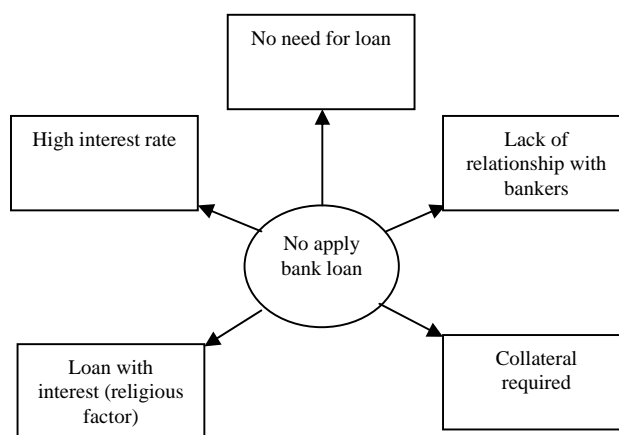 No need for loan
High interest rate
Lack of
relationship with
bankers
No apply
bank loan
Loan with
interest (religious
factor)
Collateral
required